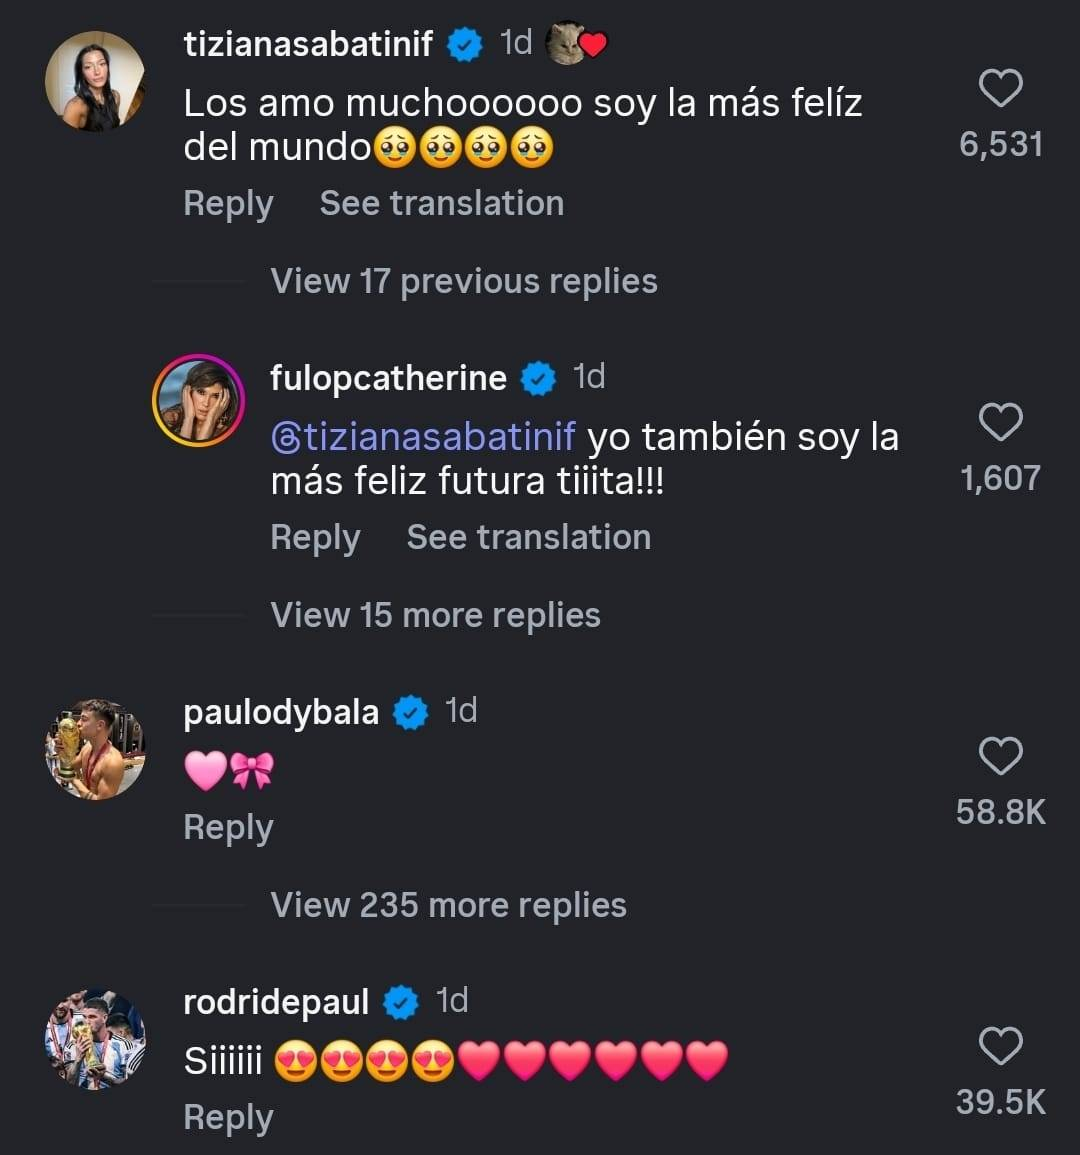 tizianasabatinif 1d
Los amo muchoooooo soy la más felíz
del mundo🥹🥹🥹🥹
6,531
Reply See translation
View 17 previous replies
fulopcatherine 1d
@tizianasabatinif yo también soy la
más feliz futura tiiita!!!
1,607
Reply See translation
View 15 more replies
paulodybala 1d
🩷🎀
58.8K
Reply
View 235 more replies
rodridepaul 1d
Siiiiii 😍😍😍😍❤️❤️❤️❤️❤️❤️
39.5K
Reply